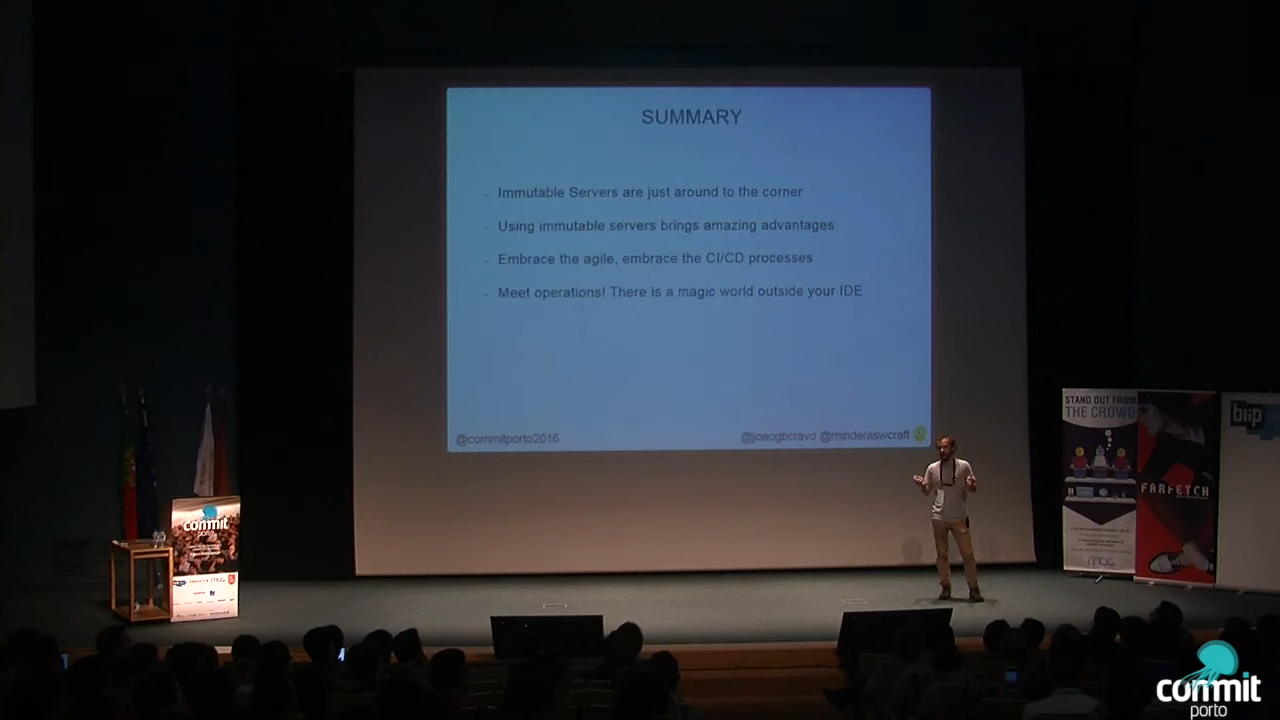 SUMMARY
- Immutable Servers are just around to the corner
- Using immutable servers brings amazing advantages
- Embrace the agile, embrace the CI/CD processes
- Meet operations! There is a magic world outside your IDE
@commitporto2016
@joaogbcravo @minderaswcraft
STAND OUT FROM
THE CROWD
FARFETCH
blip
commit
porto
commit
porto